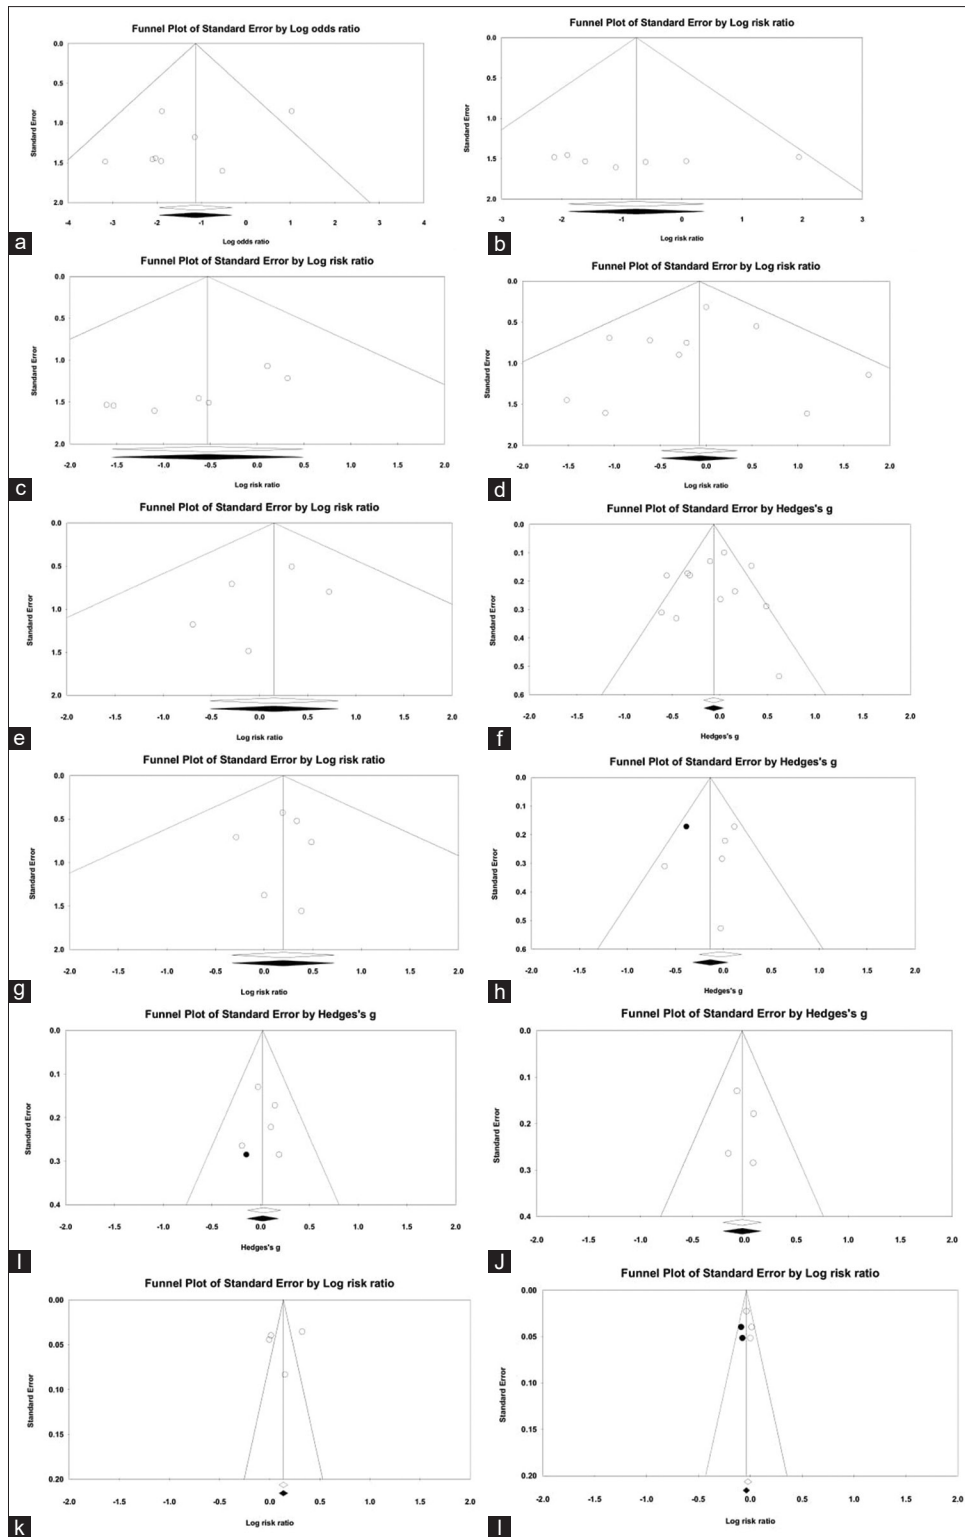 Funnel Plot of Standard Error by Log odds ratio
Standard Error
0.0
0.5
1.0
1.5
2.0
-4 -3 -2 -1 0 1 2 3 4
Log odds ratio
a
Funnel Plot of Standard Error by Log risk ratio
Standard Error
0.0
0.5
1.0
1.5
2.0
-3 -2 -1 0 1 2 3
Log risk ratio
b
Funnel Plot of Standard Error by Log risk ratio
Standard Error
0.0
0.5
1.0
1.5
2.0
-2.0 -1.5 -1.0 -0.5 0.0 0.5 1.0 1.5 2.0
Log risk ratio
c
Funnel Plot of Standard Error by Log risk ratio
Standard Error
0.0
0.5
1.0
1.5
2.0
-2.0 -1.5 -1.0 -0.5 0.0 0.5 1.0 1.5 2.0
Log risk ratio
d
Funnel Plot of Standard Error by Log risk ratio
Standard Error
0.0
0.5
1.0
1.5
2.0
-2.0 -1.5 -1.0 -0.5 0.0 0.5 1.0 1.5 2.0
Log risk ratio
e
Funnel Plot of Standard Error by Hedges's g
Standard Error
0.0
0.1
0.2
0.3
0.4
0.5
0.6
-2.0 -1.5 -1.0 -0.5 0.0 0.5 1.0 1.5 2.0
Hedges's g
f
Funnel Plot of Standard Error by Log risk ratio
Standard Error
0.0
0.5
1.0
1.5
2.0
-2.0 -1.5 -1.0 -0.5 0.0 0.5 1.0 1.5 2.0
Log risk ratio
g
Funnel Plot of Standard Error by Hedges's g
Standard Error
0.0
0.1
0.2
0.3
0.4
0.5
0.6
-2.0 -1.5 -1.0 -0.5 0.0 0.5 1.0 1.5 2.0
Hedges's g
h
Funnel Plot of Standard Error by Hedges's g
Standard Error
0.0
0.1
0.2
0.3
0.4
-2.0 -1.5 -1.0 -0.5 0.0 0.5 1.0 1.5 2.0
Hedges's g
I
Funnel Plot of Standard Error by Hedges's g
Standard Error
0.0
0.1
0.2
0.3
0.4
-2.0 -1.5 -1.0 -0.5 0.0 0.5 1.0 1.5 2.0
J
Funnel Plot of Standard Error by Log risk ratio
Standard Error
0.00
0.05
0.10
0.15
0.20
-2.0 -1.5 -1.0 -0.5 0.0 0.5 1.0 1.5 2.0
Log risk ratio
k
Funnel Plot of Standard Error by Log risk ratio
Standard Error
0.00
0.05
0.10
0.15
0.20
-2.0 -1.5 -1.0 -0.5 0.0 0.5 1.0 1.5 2.0
Log risk ratio
l